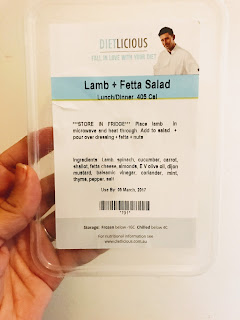 DIETLICIOUS
FALL IN LOVE WITH YOUR DIET
Lamb + Fetta Salad
Lunch/Dinner 405 Cal
***STORE IN FRIDGE*** Place lamb in
microwave and heat through. Add to salad +
pour over dressing + fetta + nuts
Ingredients: Lamb, spinach, cucumber, carrot,
shallot, fetta cheese, almonds, E V olive oil, dijon
mustard, balsamic vinegar, coriander, mint,
thyme, pepper, salt
Use By: 09 March, 2017
Storage: Frozen below -15C Chilled below 4C
For nutritional information see
www.dietlicious.com.au